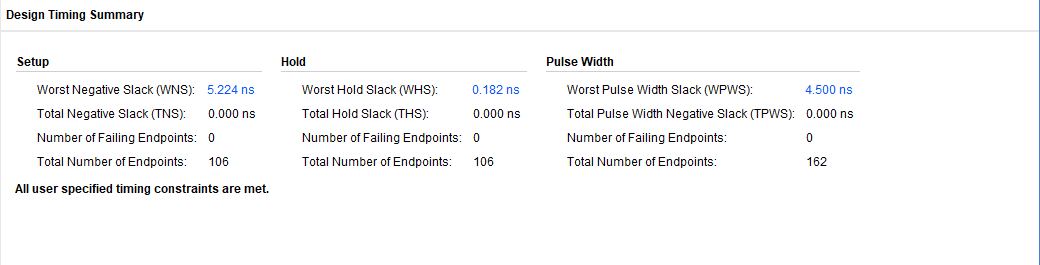 Design Timing Summary
Setup Hold Pulse Width
Worst Negative Slack (WNS): 5.224 ns Worst Hold Slack (WHS): 0.182 ns Worst Pulse Width Slack (WPWS): 4.500 ns
Total Negative Slack (TNS): 0.000 ns Total Hold Slack (THS): 0.000 ns Total Pulse Width Negative Slack (TPWS): 0.000 ns
Number of Failing Endpoints: 0 Number of Failing Endpoints: 0 Number of Failing Endpoints: 0
Total Number of Endpoints: 106 Total Number of Endpoints: 106 Total Number of Endpoints: 162
All user specified timing constraints are met.